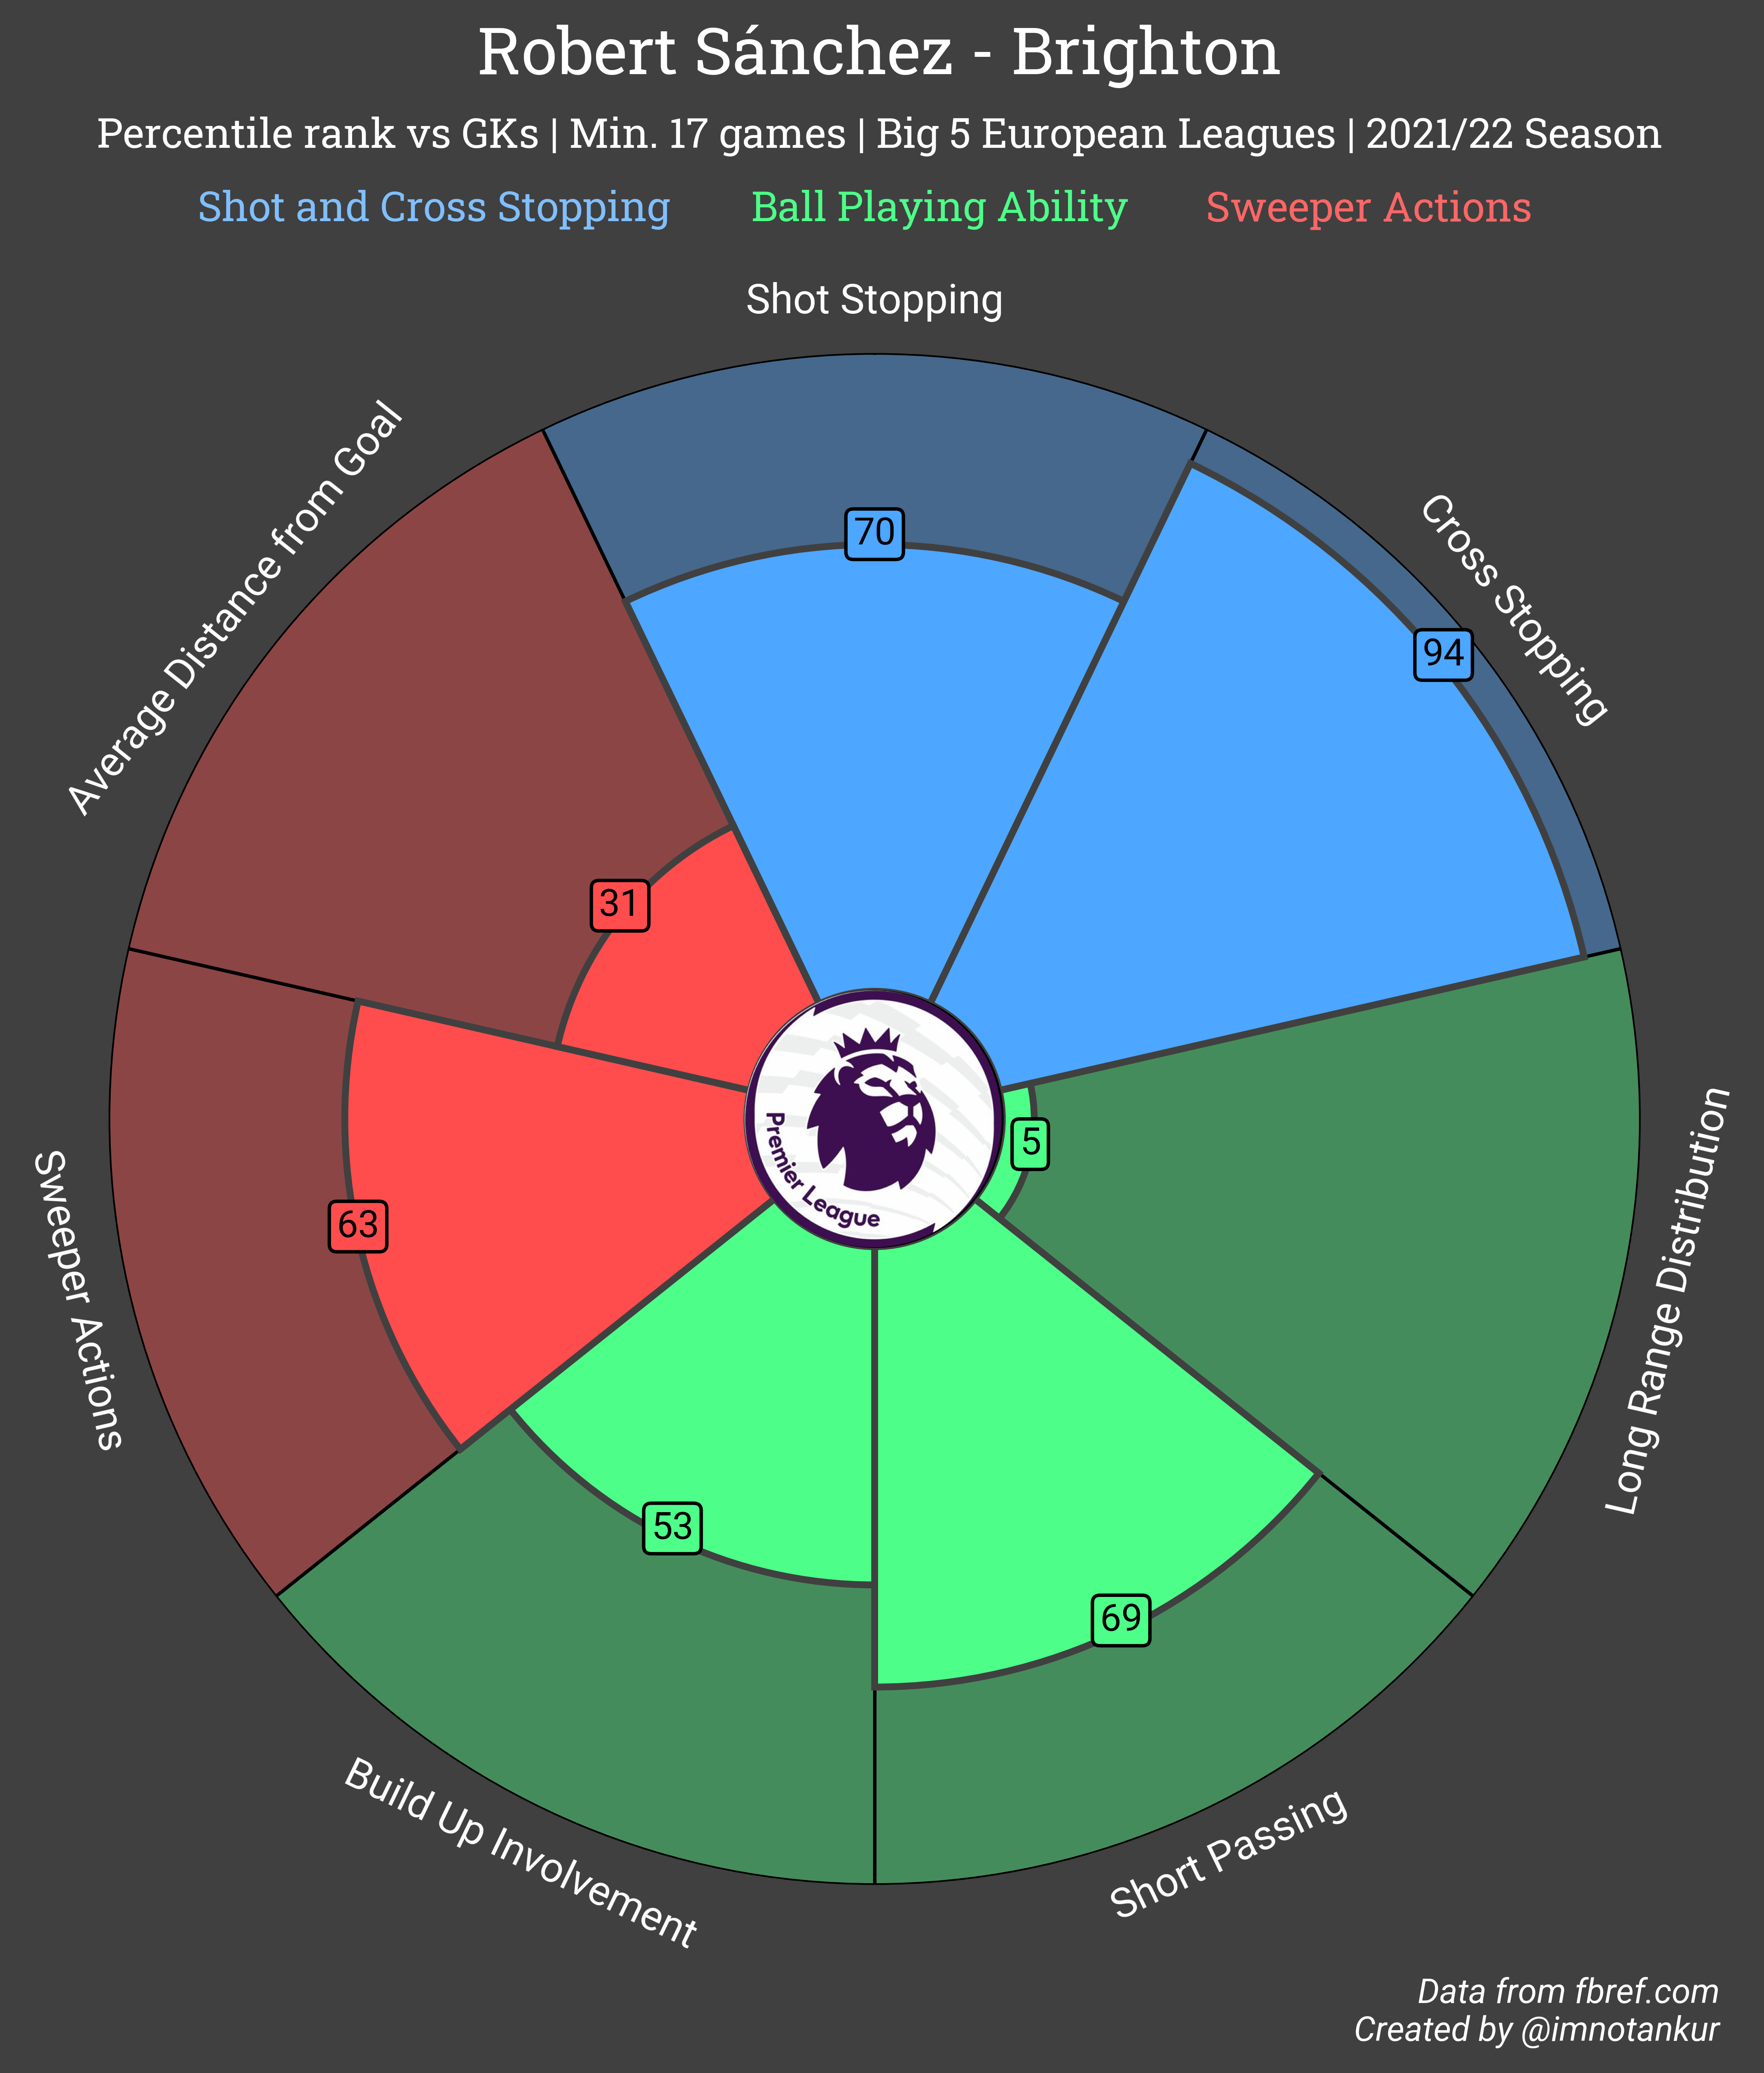 Robert Sánchez - Brighton
Percentile rank vs GKs | Min. 17 games | Big 5 European Leagues | 2021/22 Season
Shot and Cross Stopping Ball Playing Ability Sweeper Actions
Shot Stopping
Cross Stopping
Long Range Distribution
Short Passing
Build Up Involvement
Sweeper Actions
Average Distance from Goal
70
94
5
69
53
63
31
Premier League
Data from fbref.com
Created by @imnotankur